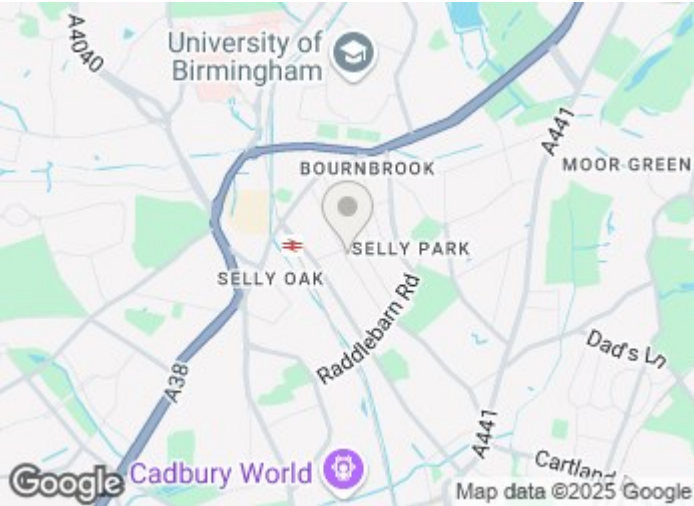 A4040
University of
Birmingham
A441
BOURNBROOK
MOOR GREEN
SELLY PARK
SELLY OAK
Raddlebarn Rd
Dad's Ln
A38
A441
Cadbury World
Cartland
Google
Map data ©2025 Google